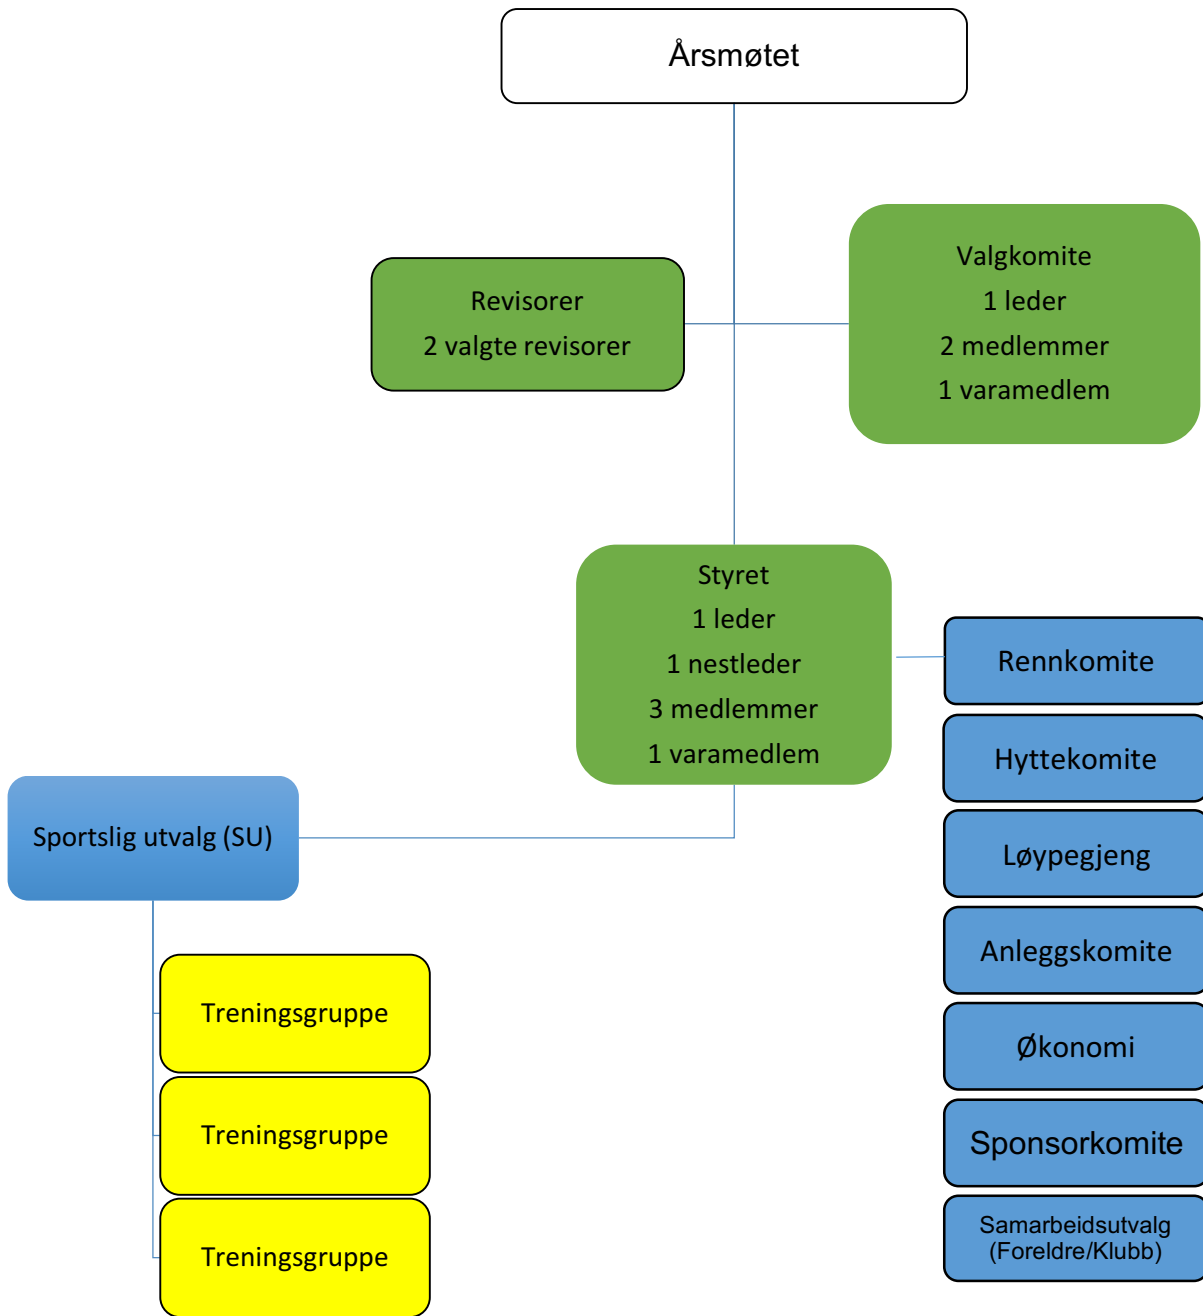 Årsmøtet
Revisorer
2 valgte revisorer
Valgkomite
1 leder
2 medlemmer
1 varamedlem
Styret
1 leder
1 nestleder
3 medlemmer
1 varamedlem
Rennkomite
Hyttekomite
Løypegjeng
Anleggskomite
Økonomi
Sponsorkomite
Samarbeidsutvalg
(Foreldre/Klubb)
Sportslig utvalg (SU)
Treningsgruppe
Treningsgruppe
Treningsgruppe